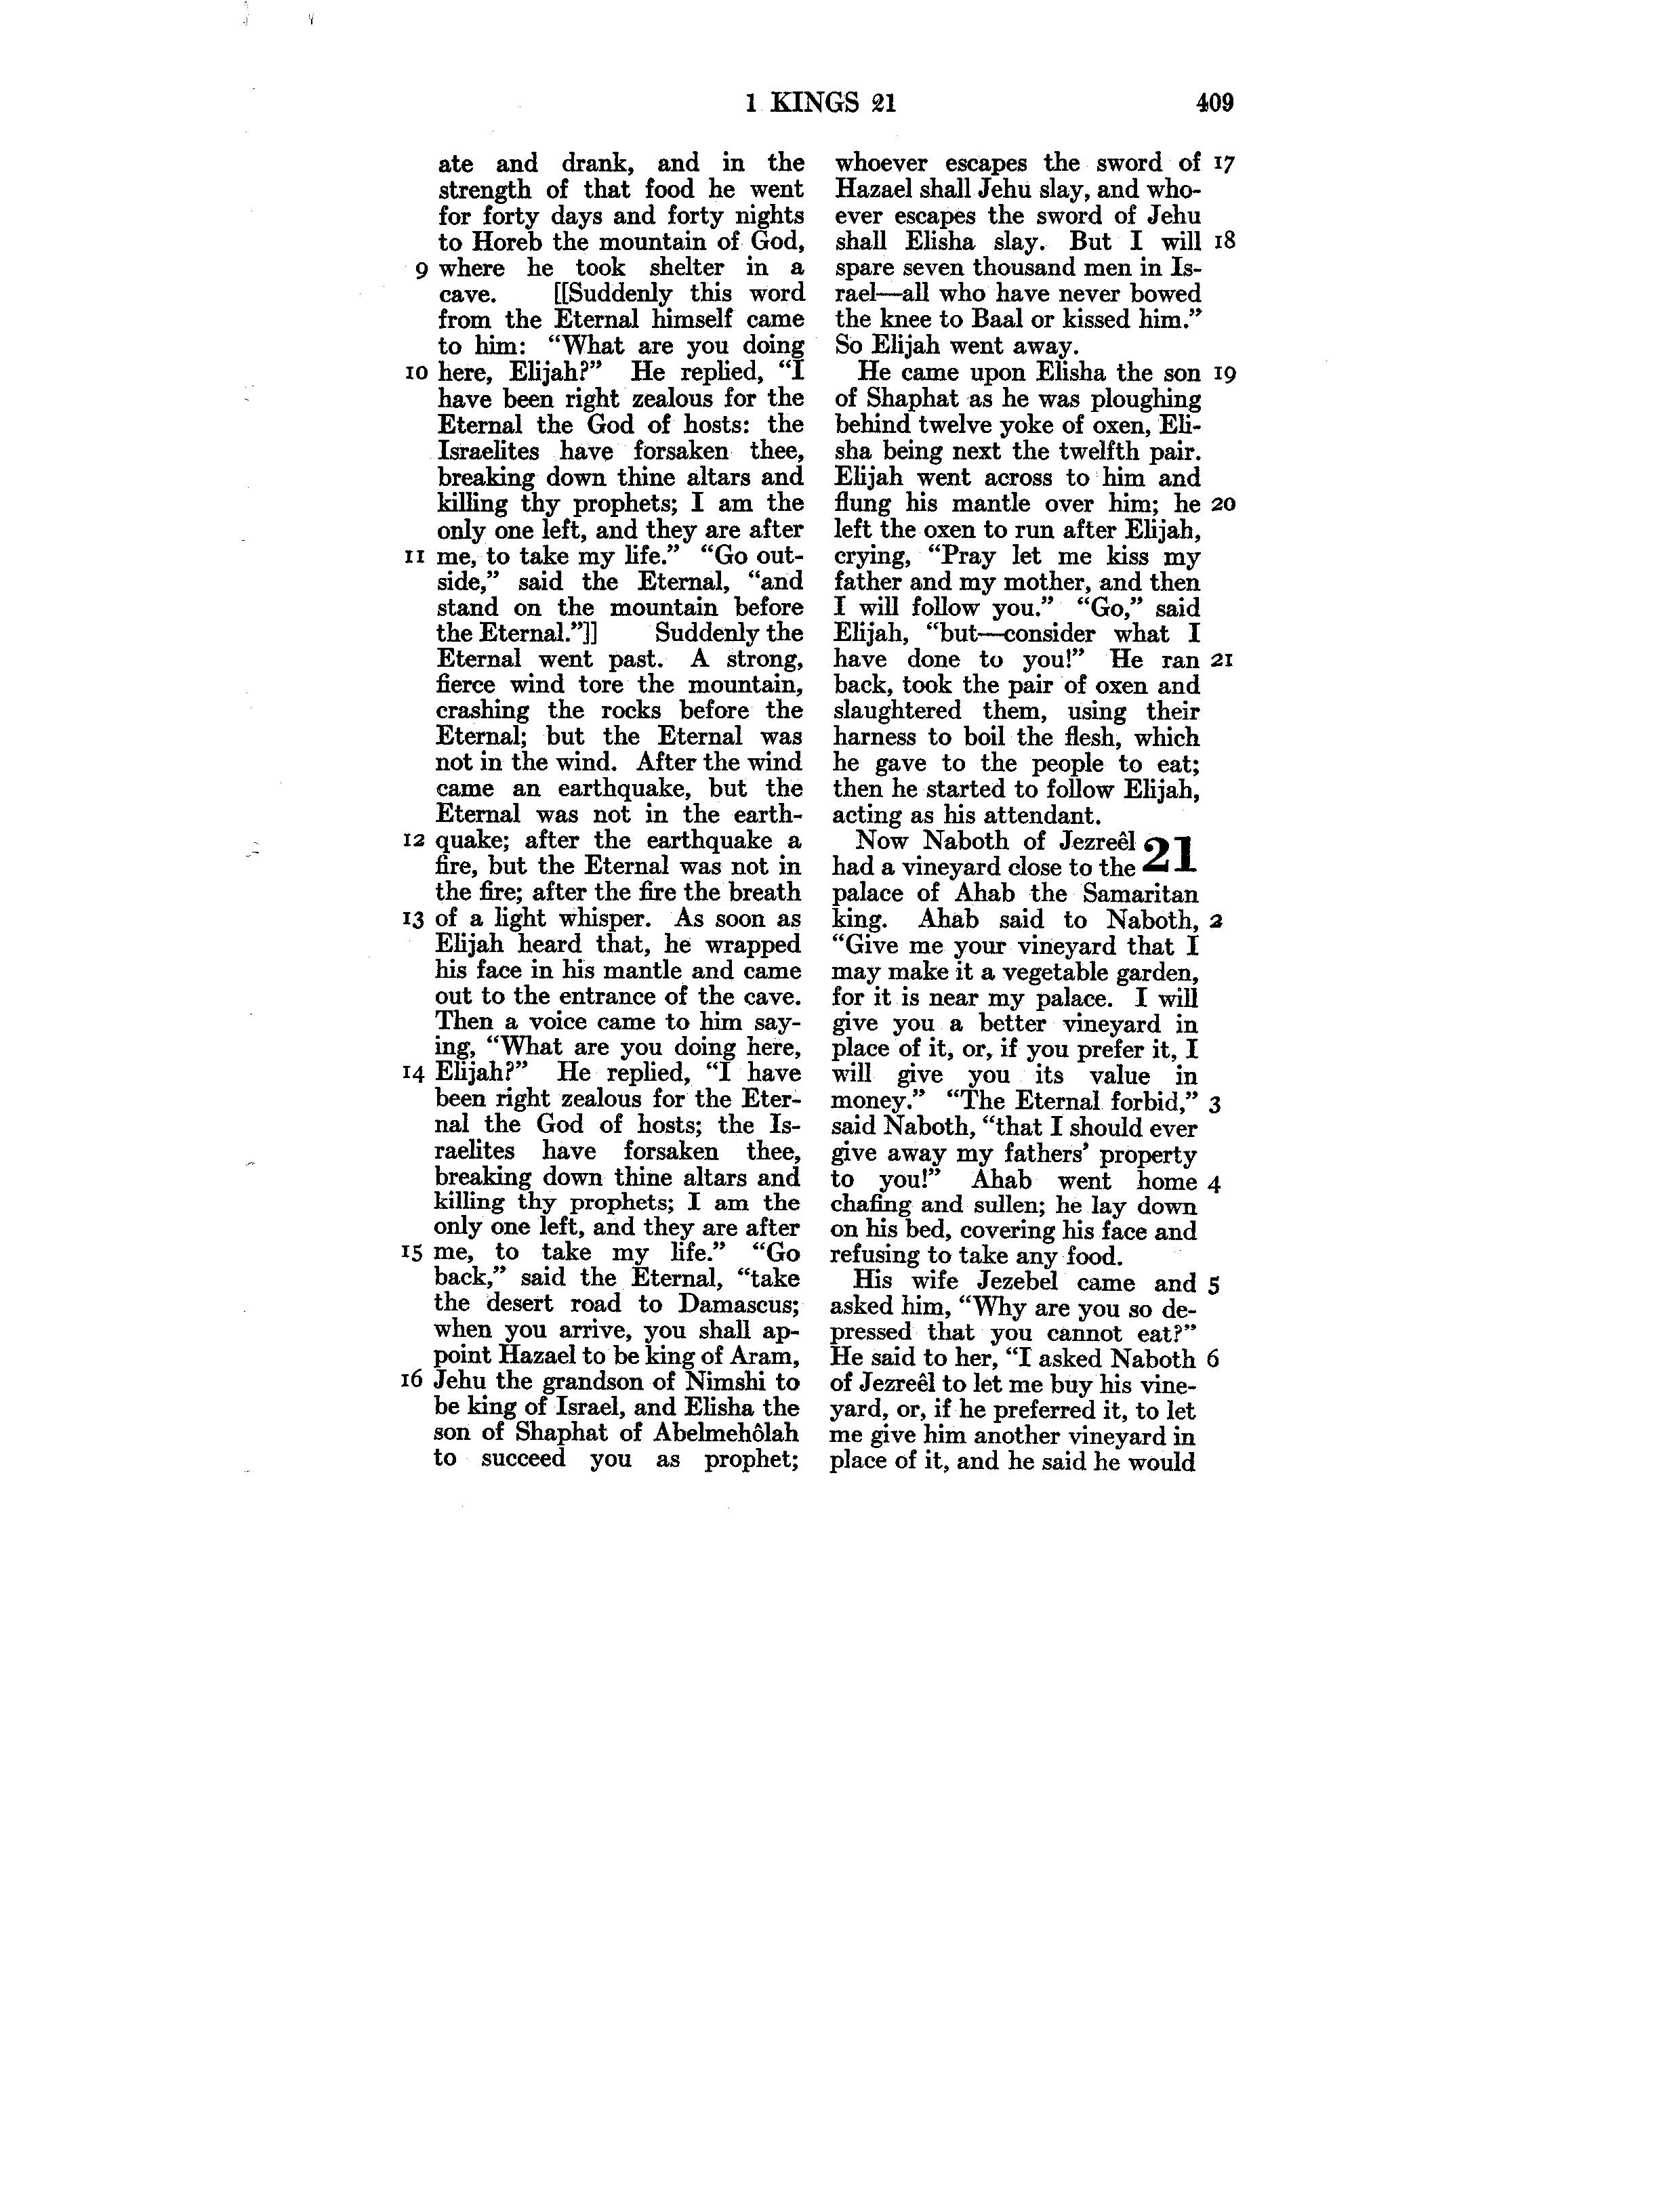 1 KINGS 21 409
ate and drank, and in the
strength of that food he went
for forty days and forty nights
to Horeb the mountain of God,
9 where he took shelter in a
cave. [[Suddenly this word
from the Eternal himself came
to him: “What are you doing
10 here, Elijah?” He replied, “I
have been right zealous for the
Eternal the God of hosts: the
Israelites have forsaken thee,
breaking down thine altars and
killing thy prophets; I am the
only one left, and they are after
11 me, to take my life.” “Go out-
side,” said the Eternal, “and
stand on the mountain before
the Eternal.”]] Suddenly the
Eternal went past. A strong,
fierce wind tore the mountain,
crashing the rocks before the
Eternal; but the Eternal was
not in the wind. After the wind
came an earthquake, but the
Eternal was not in the earth-
12 quake; after the earthquake a
fire, but the Eternal was not in
the fire; after the fire the breath
13 of a light whisper. As soon as
Elijah heard that, he wrapped
his face in his mantle and came
out to the entrance of the cave.
Then a voice came to him say-
ing, “What are you doing here,
14 Elijah?” He replied, “I have
been right zealous for the Eter-
nal the God of hosts; the Is-
raelites have forsaken thee,
breaking down thine altars and
killing thy prophets; I am the
only one left, and they are after
15 me, to take my life.” “Go
back,” said the Eternal, “take
the desert road to Damascus;
when you arrive, you shall ap-
point Hazael to be king of Aram,
16 Jehu the grandson of Nimshi to
be king of Israel, and Elisha the
son of Shaphat of Abelmehôlah
to succeed you as prophet;
whoever escapes the sword of 17
Hazael shall Jehu slay, and who-
ever escapes the sword of Jehu
shall Elisha slay. But I will 18
spare seven thousand men in Is-
rael—all who have never bowed
the knee to Baal or kissed him.”
So Elijah went away.
He came upon Elisha the son 19
of Shaphat as he was ploughing
behind twelve yoke of oxen, Eli-
sha being next the twelfth pair.
Elijah went across to him and
flung his mantle over him; he 20
left the oxen to run after Elijah,
crying, “Pray let me kiss my
father and my mother, and then
I will follow you.” “Go,” said
Elijah, “but—consider what I
have done to you!” He ran 21
back, took the pair of oxen and
slaughtered them, using their
harness to boil the flesh, which
he gave to the people to eat;
then he started to follow Elijah,
acting as his attendant.
Now Naboth of Jezreêl 21
had a vineyard close to the
palace of Ahab the Samaritan
king. Ahab said to Naboth, 2
“Give me your vineyard that I
may make it a vegetable garden,
for it is near my palace. I will
give you a better vineyard in
place of it, or, if you prefer it, I
will give you its value in
money.” “The Eternal forbid,” 3
said Naboth, “that I should ever
give away my fathers’ property
to you!” Ahab went home 4
chafing and sullen; he lay down
on his bed, covering his face and
refusing to take any food.
His wife Jezebel came and 5
asked him, “Why are you so de-
pressed that you cannot eat?”
He said to her, “I asked Naboth 6
of Jezreêl to let me buy his vine-
yard, or, if he preferred it, to let
me give him another vineyard in
place of it, and he said he would